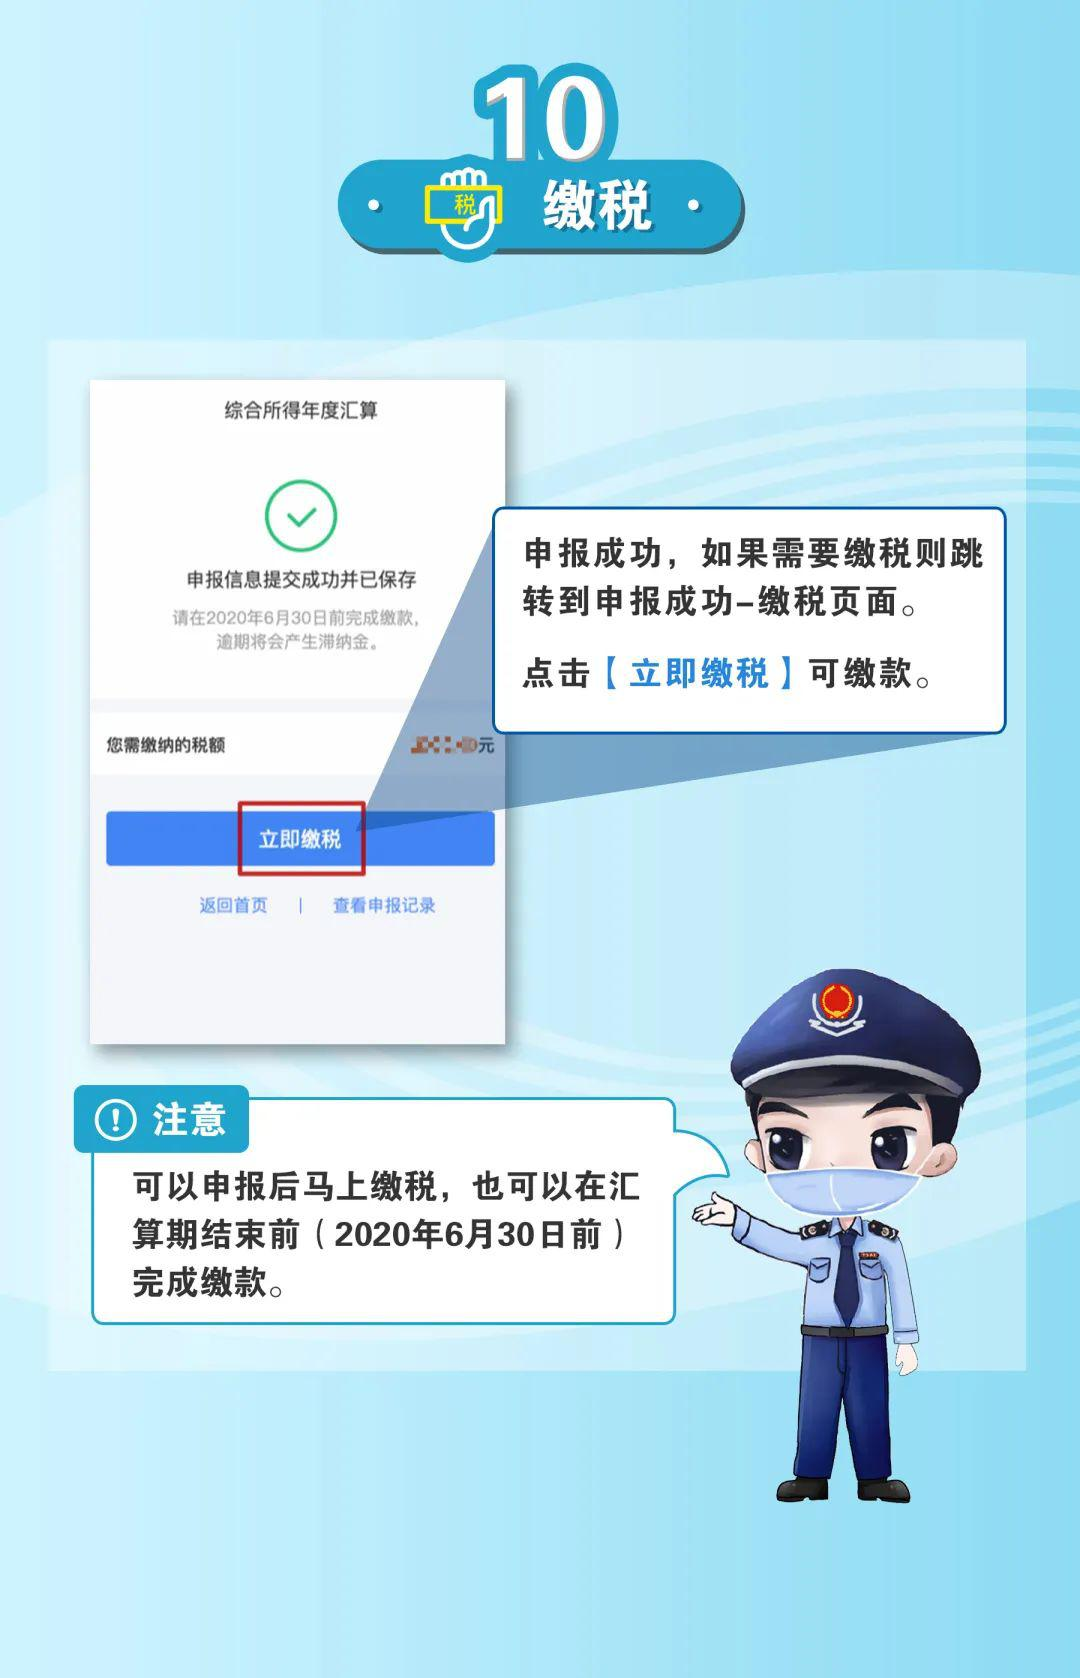 10
税
缴税
综合所得年度汇算
申报信息提交成功并已保存
请在2020年6月30日前完成缴款，
逾期将会产生滞纳金。
申报成功，如果需要缴税则跳
转到申报成功-缴税页面。
点击【立即缴税】可缴款。
您需缴纳的税额
元
立即缴税
返回首页 | 查看申报记录
注意
可以申报后马上缴税，也可以在汇
算期结束前（2020年6月30日前）
完成缴款。